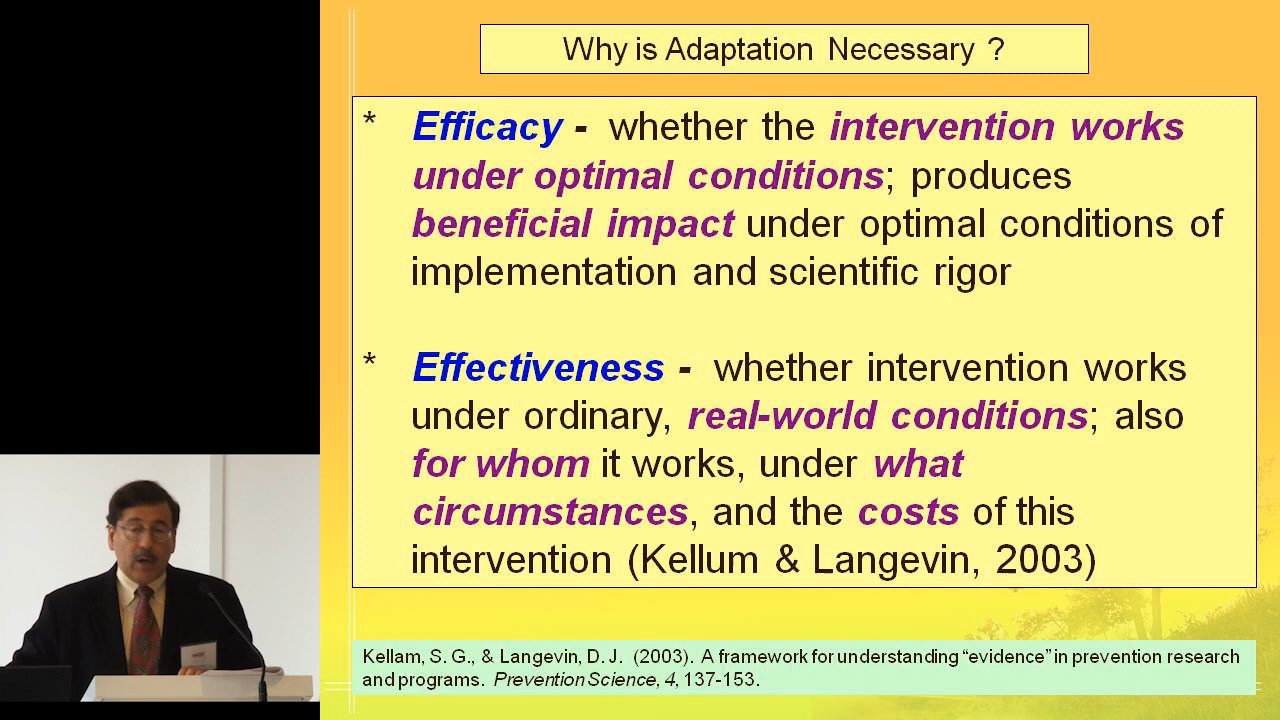 Why is Adaptation Necessary ?
* Efficacy - whether the intervention works
under optimal conditions; produces
beneficial impact under optimal conditions of
implementation and scientific rigor
* Effectiveness - whether intervention works
under ordinary, real-world conditions; also
for whom it works, under what
circumstances, and the costs of this
intervention (Kellum & Langevin, 2003)
Kellam, S. G., & Langevin, D. J. (2003). A framework for understanding “evidence” in prevention research
and programs. Prevention Science, 4, 137-153.